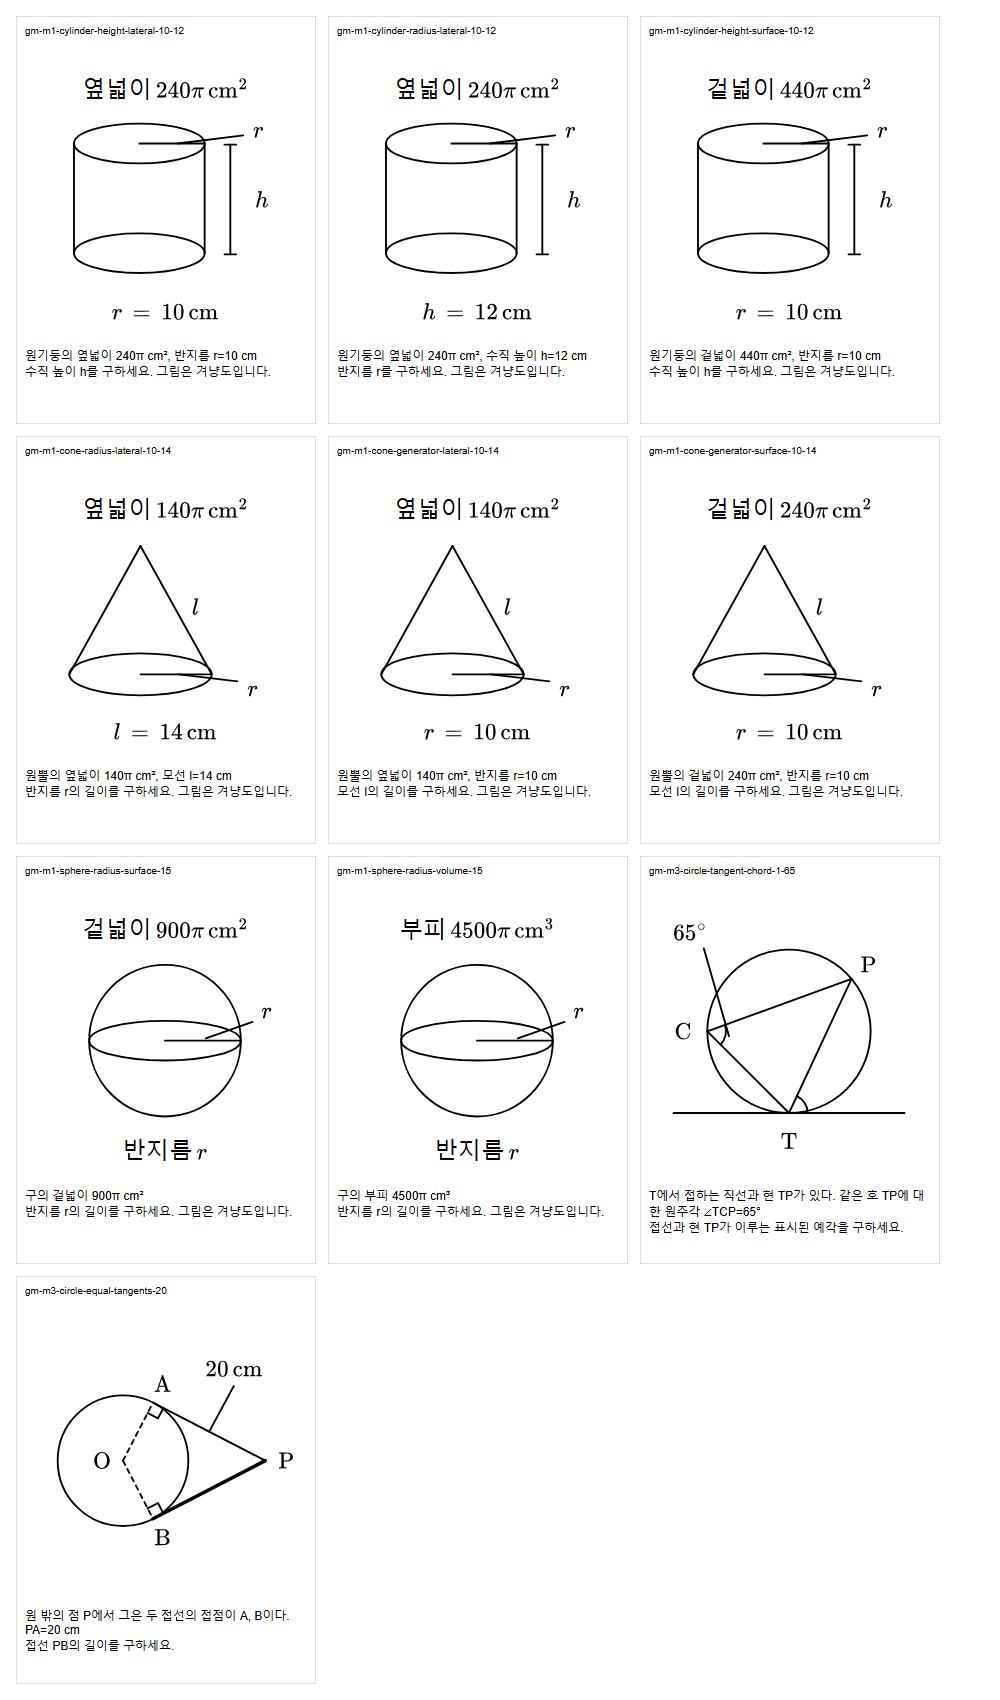 gm-m1-cylinder-height-lateral-10-12
옆넓이 240π cm²
r
h
r = 10 cm
원기둥의 옆넓이 240π cm², 반지름 r=10 cm
수직 높이 h를 구하세요. 그림은 겨냥도입니다.
gm-m1-cylinder-radius-lateral-10-12
옆넓이 240π cm²
r
h
h = 12 cm
원기둥의 옆넓이 240π cm², 수직 높이 h=12 cm
반지름 r를 구하세요. 그림은 겨냥도입니다.
gm-m1-cylinder-height-surface-10-12
겉넓이 440π cm²
r
h
r = 10 cm
원기둥의 겉넓이 440π cm², 반지름 r=10 cm
수직 높이 h를 구하세요. 그림은 겨냥도입니다.
gm-m1-cone-radius-lateral-10-14
옆넓이 140π cm²
l
r
l = 14 cm
원뿔의 옆넓이 140π cm², 모선 l=14 cm
반지름 r의 길이를 구하세요. 그림은 겨냥도입니다.
gm-m1-cone-generator-lateral-10-14
옆넓이 140π cm²
l
r
r = 10 cm
원뿔의 옆넓이 140π cm², 반지름 r=10 cm
모선 l의 길이를 구하세요. 그림은 겨냥도입니다.
gm-m1-cone-generator-surface-10-14
겉넓이 240π cm²
l
r
r = 10 cm
원뿔의 겉넓이 240π cm², 반지름 r=10 cm
모선 l의 길이를 구하세요. 그림은 겨냥도입니다.
gm-m1-sphere-radius-surface-15
겉넓이 900π cm²
r
반지름 r
구의 겉넓이 900π cm²
반지름 r의 길이를 구하세요. 그림은 겨냥도입니다.
gm-m1-sphere-radius-volume-15
부피 4500π cm³
r
반지름 r
구의 부피 4500π cm³
반지름 r의 길이를 구하세요. 그림은 겨냥도입니다.
gm-m3-circle-tangent-chord-1-65
65°
P
C
T
T에서 접하는 직선과 현 TP가 있다. 같은 호 TP에 대
한 원주각 ∠TCP=65°
접선과 현 TP가 이루는 표시된 예각을 구하세요.
gm-m3-circle-equal-tangents-20
20 cm
A
O
P
B
원 밖의 점 P에서 그은 두 접선의 접점이 A, B이다.
PA=20 cm
접선 PB의 길이를 구하세요.